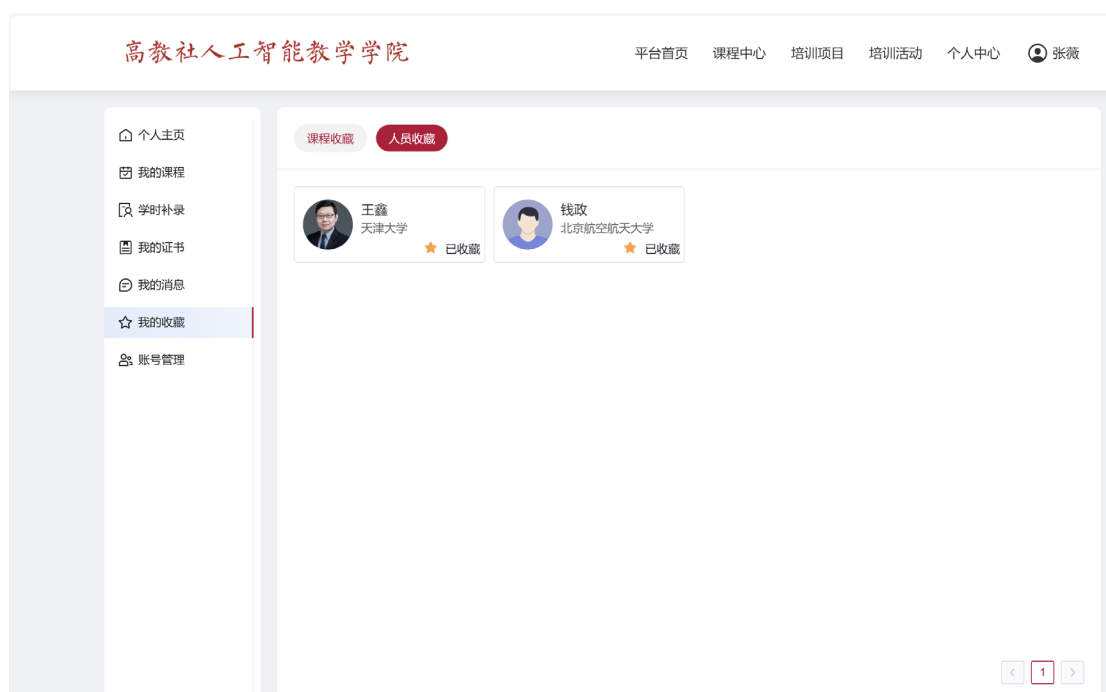 高教社人工智能教学学院
平台首页 课程中心 培训项目 培训活动 个人中心 张薇
个人主页
我的课程
学时补录
我的证书
我的消息
我的收藏
账号管理
课程收藏 人员收藏
王鑫
天津大学
已收藏
钱政
北京航空航天大学
已收藏
1